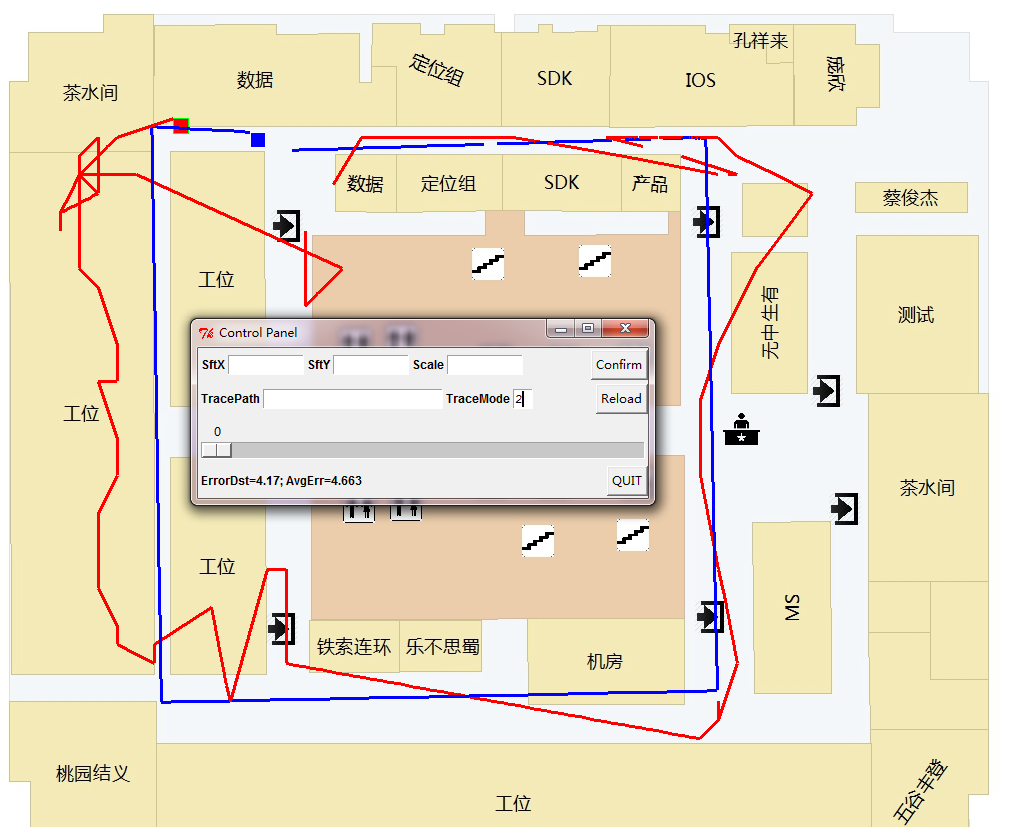 孔祥来
茶水间
数据
定位组
SDK
IOS
庞欣
数据
定位组
SDK
产品
蔡俊杰
工位
无中生有
测试
Control Panel
SftX
SftY
Scale
Confirm
TracePath
TraceMode 2
Reload
0
ErrorDst=4.17; AvgErr=4.663
QUIT
工位
茶水间
工位
MS
铁索连环
乐不思蜀
机房
桃园结义
工位
五谷丰登